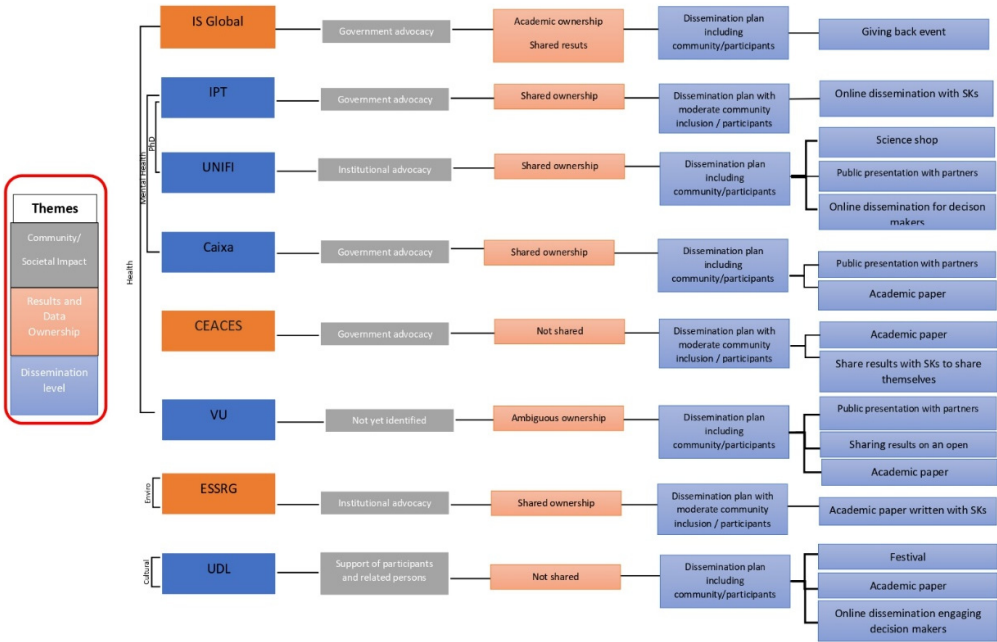 Themes
Community/
Societal Impact
Results and
Data
Ownership
Dissemination
level
Health
Mental Health
PhD
Enviro
Cultural
IS Global
Government advocacy
Academic ownership
Shared resuts
Dissemination plan
including
community/participants
Giving back event
IPT
Government advocacy
Shared ownership
Dissemination plan with
moderate community
inclusion / participants
Online dissemination with SKs
UNIFI
Institutional advocacy
Shared ownership
Dissemination plan
including
community/participants
Science shop
Public presentation with partners
Online dissemination for decison
makers
Caixa
Government advocacy
Shared ownership
Dissemination plan
including
community/participants
Public presentation with partners
Academic paper
CEACES
Government advocacy
Not shared
Dissemination plan with
moderate community
inclusion / participants
Academic paper
Share results with SKs to share
themselves
VU
Not yet identified
Ambiguous ownership
Dissemination plan
including
community/participants
Public presentation with partners
Sharing results on an open
Academic paper
ESSRG
Institutional advocacy
Shared ownership
Dissemination plan with
moderate community
inclusion / participants
Academic paper written with SKs
UDL
Support of participants
and related persons
Not shared
Dissemination plan
including
community/participants
Festival
Academic paper
Online dissemination engaging
decision makers